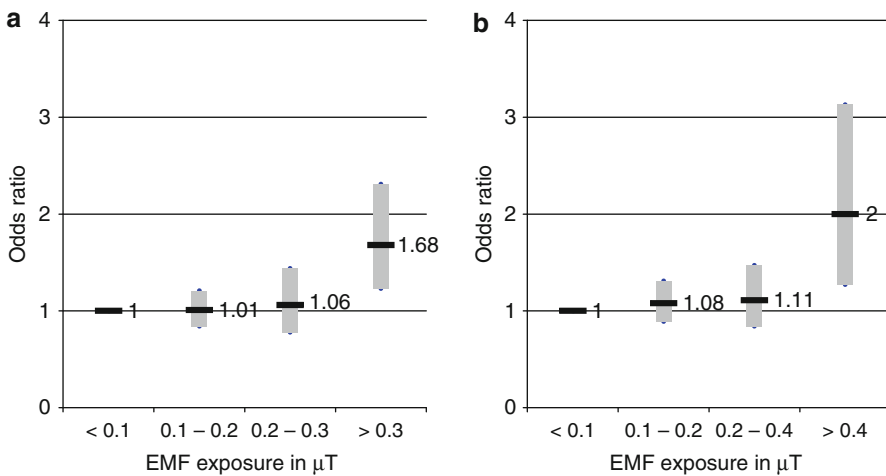 a
4
3
2
1
0
Odds ratio
1
1.01
1.06
1.68
< 0.1
0.1 – 0.2
0.2 – 0.3
> 0.3
EMF exposure in μT
b
4
3
2
1
0
Odds ratio
1
1.08
1.11
2
< 0.1
0.1 – 0.2
0.2 – 0.4
> 0.4
EMF exposure in μT